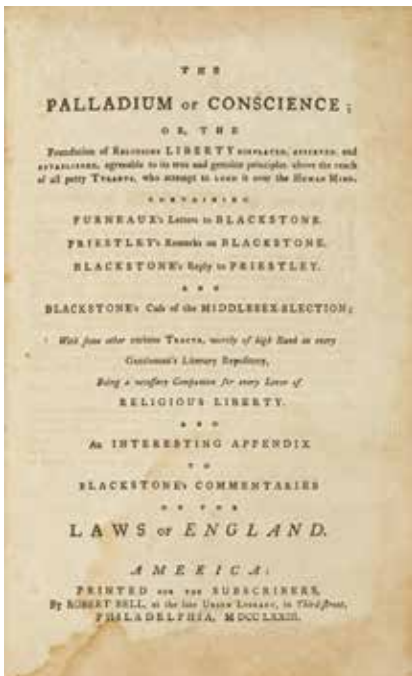 THE
PALLADIUM OF CONSCIENCE;
OR, THE
Foundation of RELIGIOUS LIBERTY DISPLAYED, ASSERTED, and
ESTABLISHED, agreeable to its true and genuine principles above the reach
of all petty TYRANTS, who attempt to LORD it over the HUMAN MIND.
CONTAINING
FURNEAUX's Letters to BLACKSTONE.
PRIESTLEY's Remarks on BLACKSTONE.
BLACKSTONE's Reply to PRIESTLEY.
AND
BLACKSTONE's Case of the MIDDLESEX-ELECTION;
With some other TRACTS, worthy of high Rank in every
Gentleman's Literary Repository,
Being a necessary Companion for every Lover of
RELIGIOUS LIBERTY.
AND
An INTERESTING APPENDIX
TO
BLACKSTONE's COMMENTARIES
ON THE
LAWS OF ENGLAND.
AMERICA:
PRINTED FOR THE SUBSCRIBERS,
By ROBERT BELL, at the late UNION LIBRARY, in Third-street,
PHILADELPHIA, MDCCLXXIII.